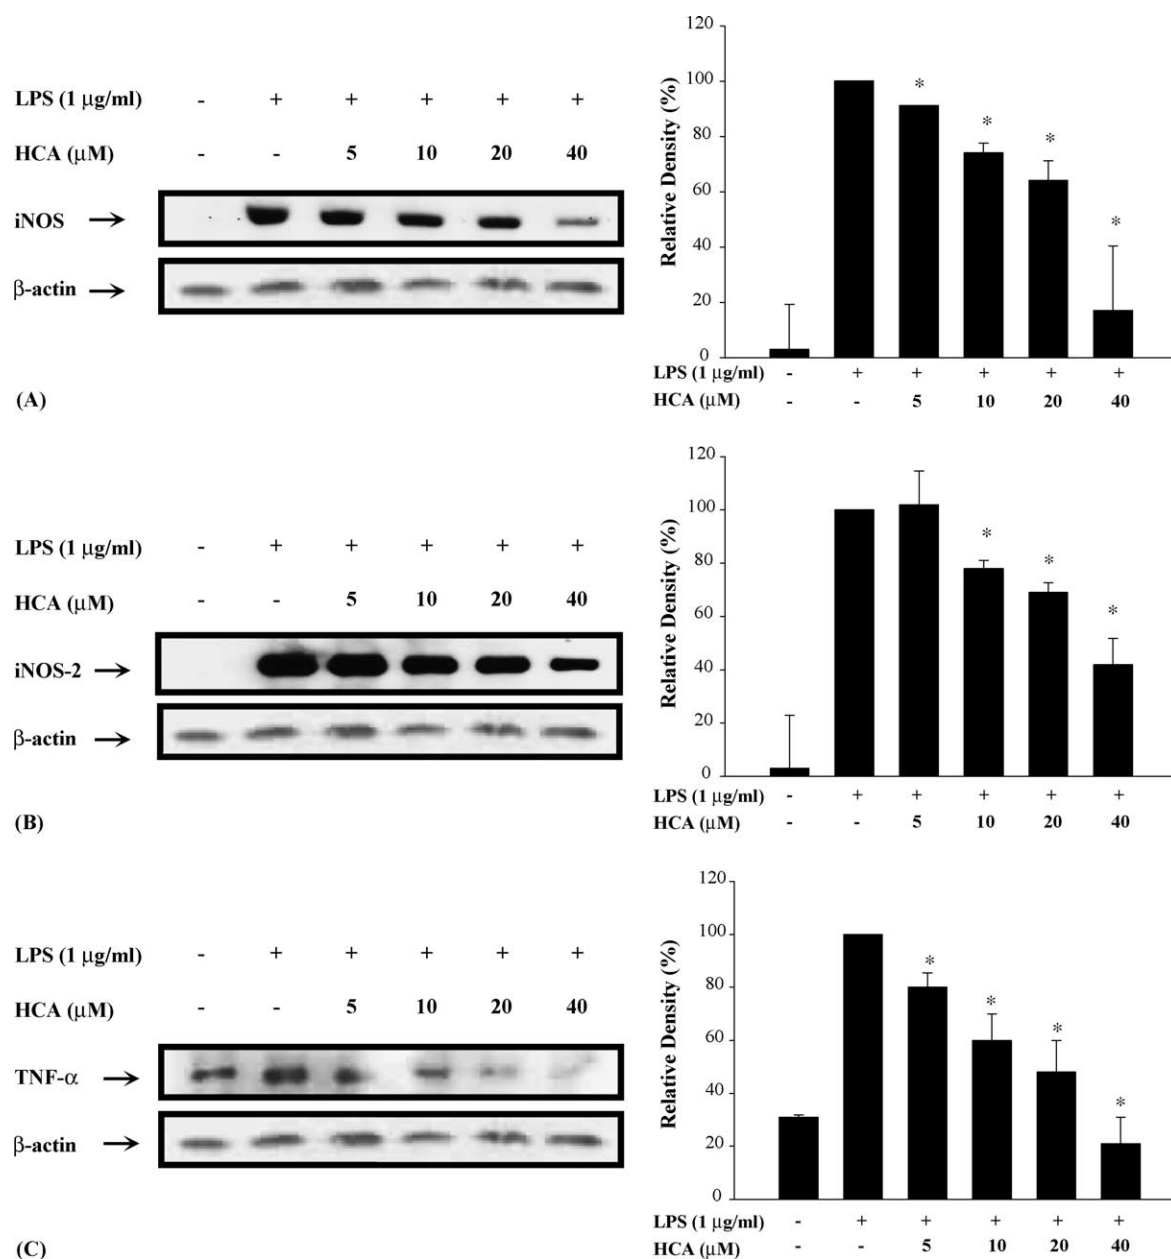 LPS (1 μg/ml) - + + + + +
HCA (μM) - - 5 10 20 40
iNOS
β-actin
(A)
Relative Density (%)
120
100
80
60
40
20
0
LPS (1 μg/ml) - + + + + +
HCA (μM) - - 5 10 20 40
* * * *
LPS (1 μg/ml) - + + + + +
HCA (μM) - - 5 10 20 40
iNOS-2
β-actin
(B)
Relative Density (%)
120
100
80
60
40
20
0
* * *
LPS (1 μg/ml) - + + + + +
HCA (μM) - - 5 10 20 40
LPS (1 μg/ml) - + + + + +
HCA (μM) - - 5 10 20 40
TNF-α
β-actin
(C)
Relative Density (%)
120
100
80
60
40
20
0
* * * *
LPS (1 μg/ml) - + + + + +
HCA (μM) - - 5 10 20 40